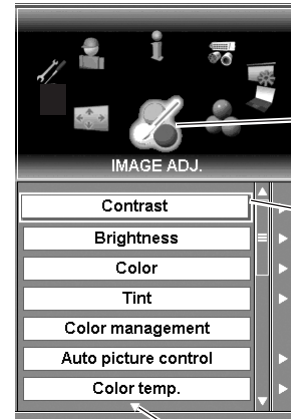 IMAGE ADJ.
Contrast
Brightness
Color
Tint
Color management
Auto picture control
Color temp.